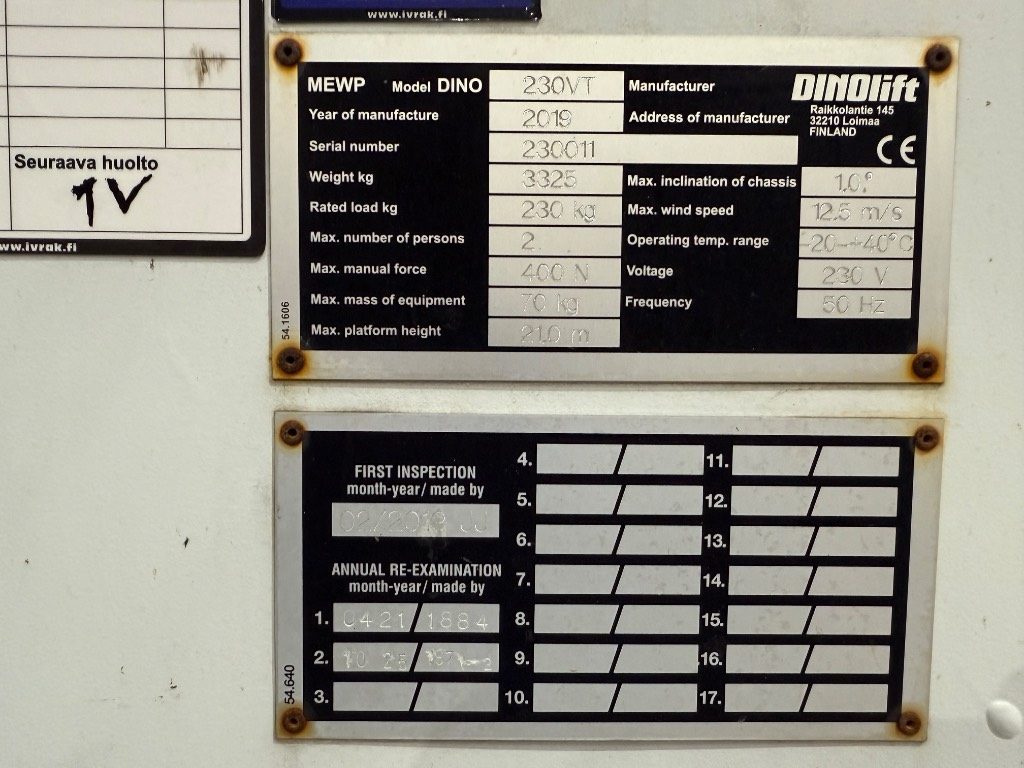 www.ivrak.fi
Seuraava huolto
1V
ww.ivrak.fi
MEWP Model DINO 230VT
Year of manufacture 2019
Serial number 230011
Weight kg 3325
Rated load kg 230 kg
Max. number of persons 2
Max. manual force 400 N
Max. mass of equipment 70 kg
Max. platform height 21.0 m
Manufacturer DINOlift
Address of manufacturer Raikkolantie 145
32210 Loimaa
FINLAND
CE
Max. inclination of chassis 1.0°
Max. wind speed 12.5 m/s
Operating temp. range -20-+40°C
Voltage 230 V
Frequency 50 Hz
54.1606
FIRST INSPECTION
month-year/ made by
02/2019 JJ
ANNUAL RE-EXAMINATION
month-year/ made by
1. 0421/1884
2. 10
3.
4.
5.
6.
7.
8.
9.
10.
11.
12.
13.
14.
15.
16.
17.
54.640